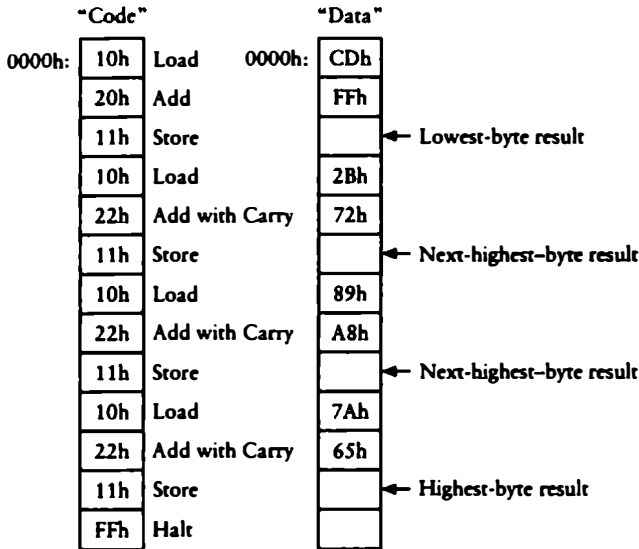 "Code" "Data"
0000h: 10h Load 0000h: CDh
20h Add FFh
11h Store Lowest-byte result
10h Load 2Bh
22h Add with Carry 72h
11h Store Next-highest–byte result
10h Load 89h
22h Add with Carry A8h
11h Store Next-highest–byte result
10h Load 7Ah
22h Add with Carry 65h
11h Store Highest-byte result
FFh Halt